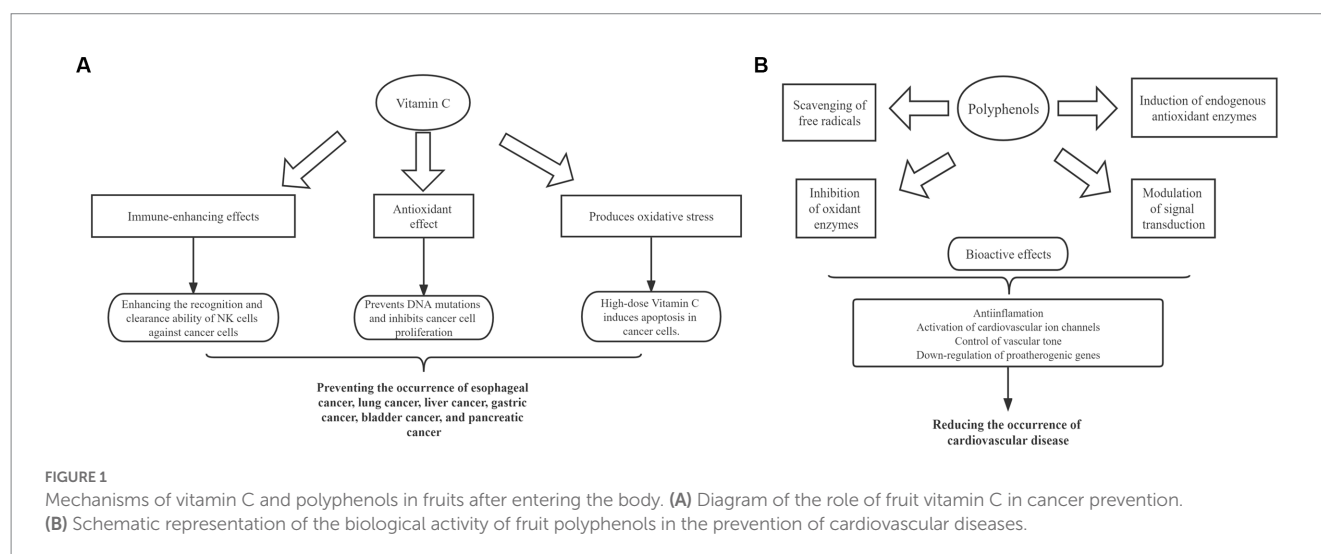 A
Vitamin C
Immune-enhancing effects
Antioxidant
effect
Produces oxidative stress
Enhancing the recognition and
clearance ability of NK cells
against cancer cells
Prevents DNA mutations
and inhibits cancer cell
proliferation
High-dose Vitamin C
induces apoptosis in
cancer cells.
Preventing the occurrence of esophageal
cancer, lung cancer, liver cancer, gastric
cancer, bladder cancer, and pancreatic
cancer
B
Scavenging of
free radicals
Polyphenols
Induction of endogenous
antioxidant enzymes
Inhibition
of oxidant
enzymes
Modulation
of signal
transduction
Bioactive effects
Antiinflamation
Activation of cardiovascular ion channels
Control of vascular tone
Down-regulation of proatherogenic genes
Reducing the occurrence of
cardiovascular disease
FIGURE 1
Mechanisms of vitamin C and polyphenols in fruits after entering the body. (A) Diagram of the role of fruit vitamin C in cancer prevention.
(B) Schematic representation of the biological activity of fruit polyphenols in the prevention of cardiovascular diseases.